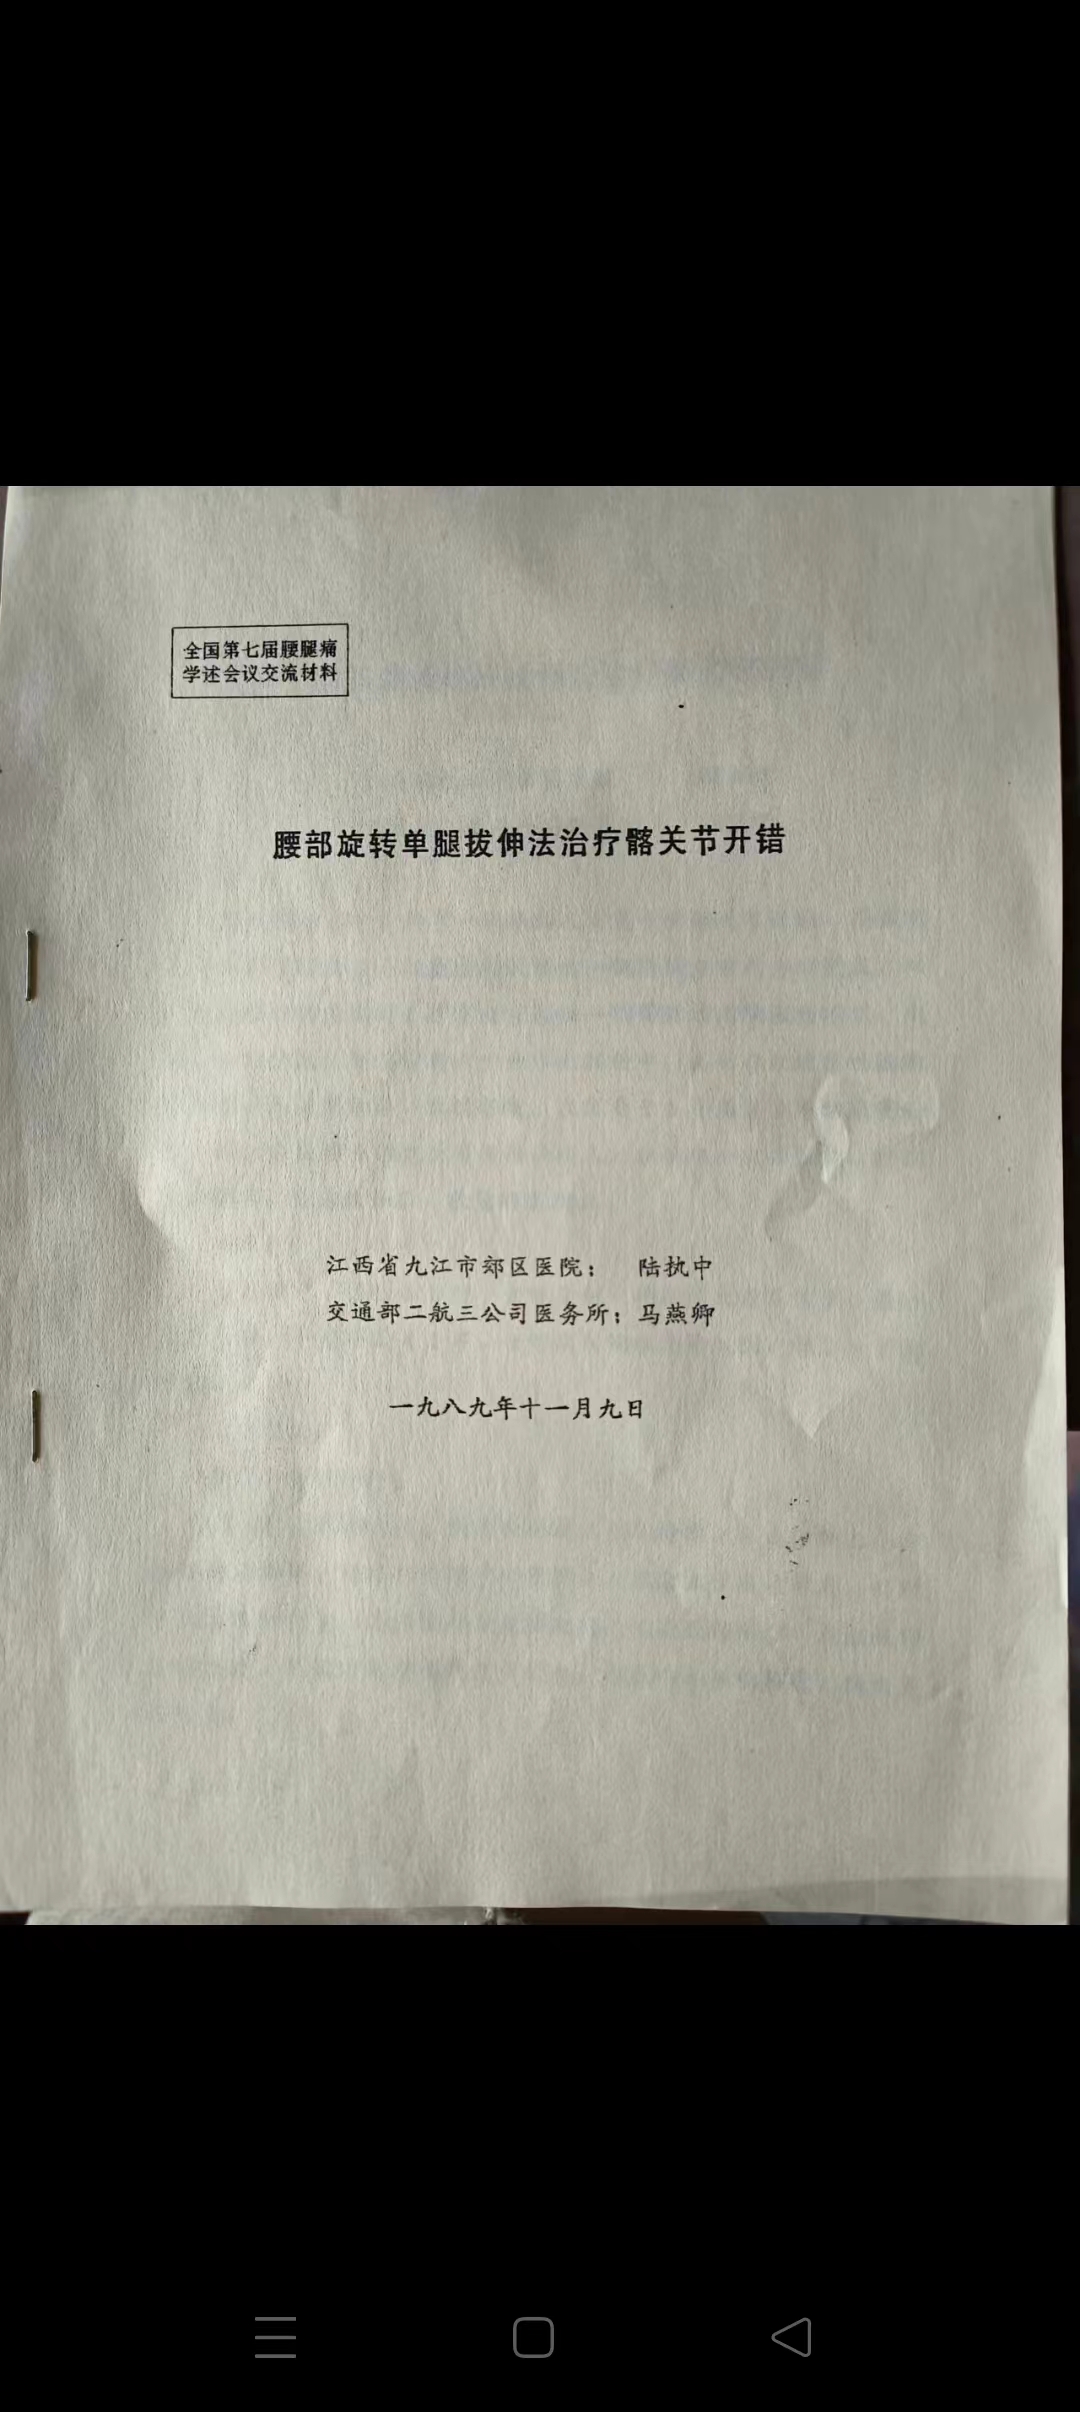 全国第七届腰腿痛
学述会议交流材料
腰部旋转单腿拔伸法治疗髂关节开错
江西省九江市郊区医院： 陆执中
交通部二航三公司医务所；马燕卿
一九八九年十一月九日